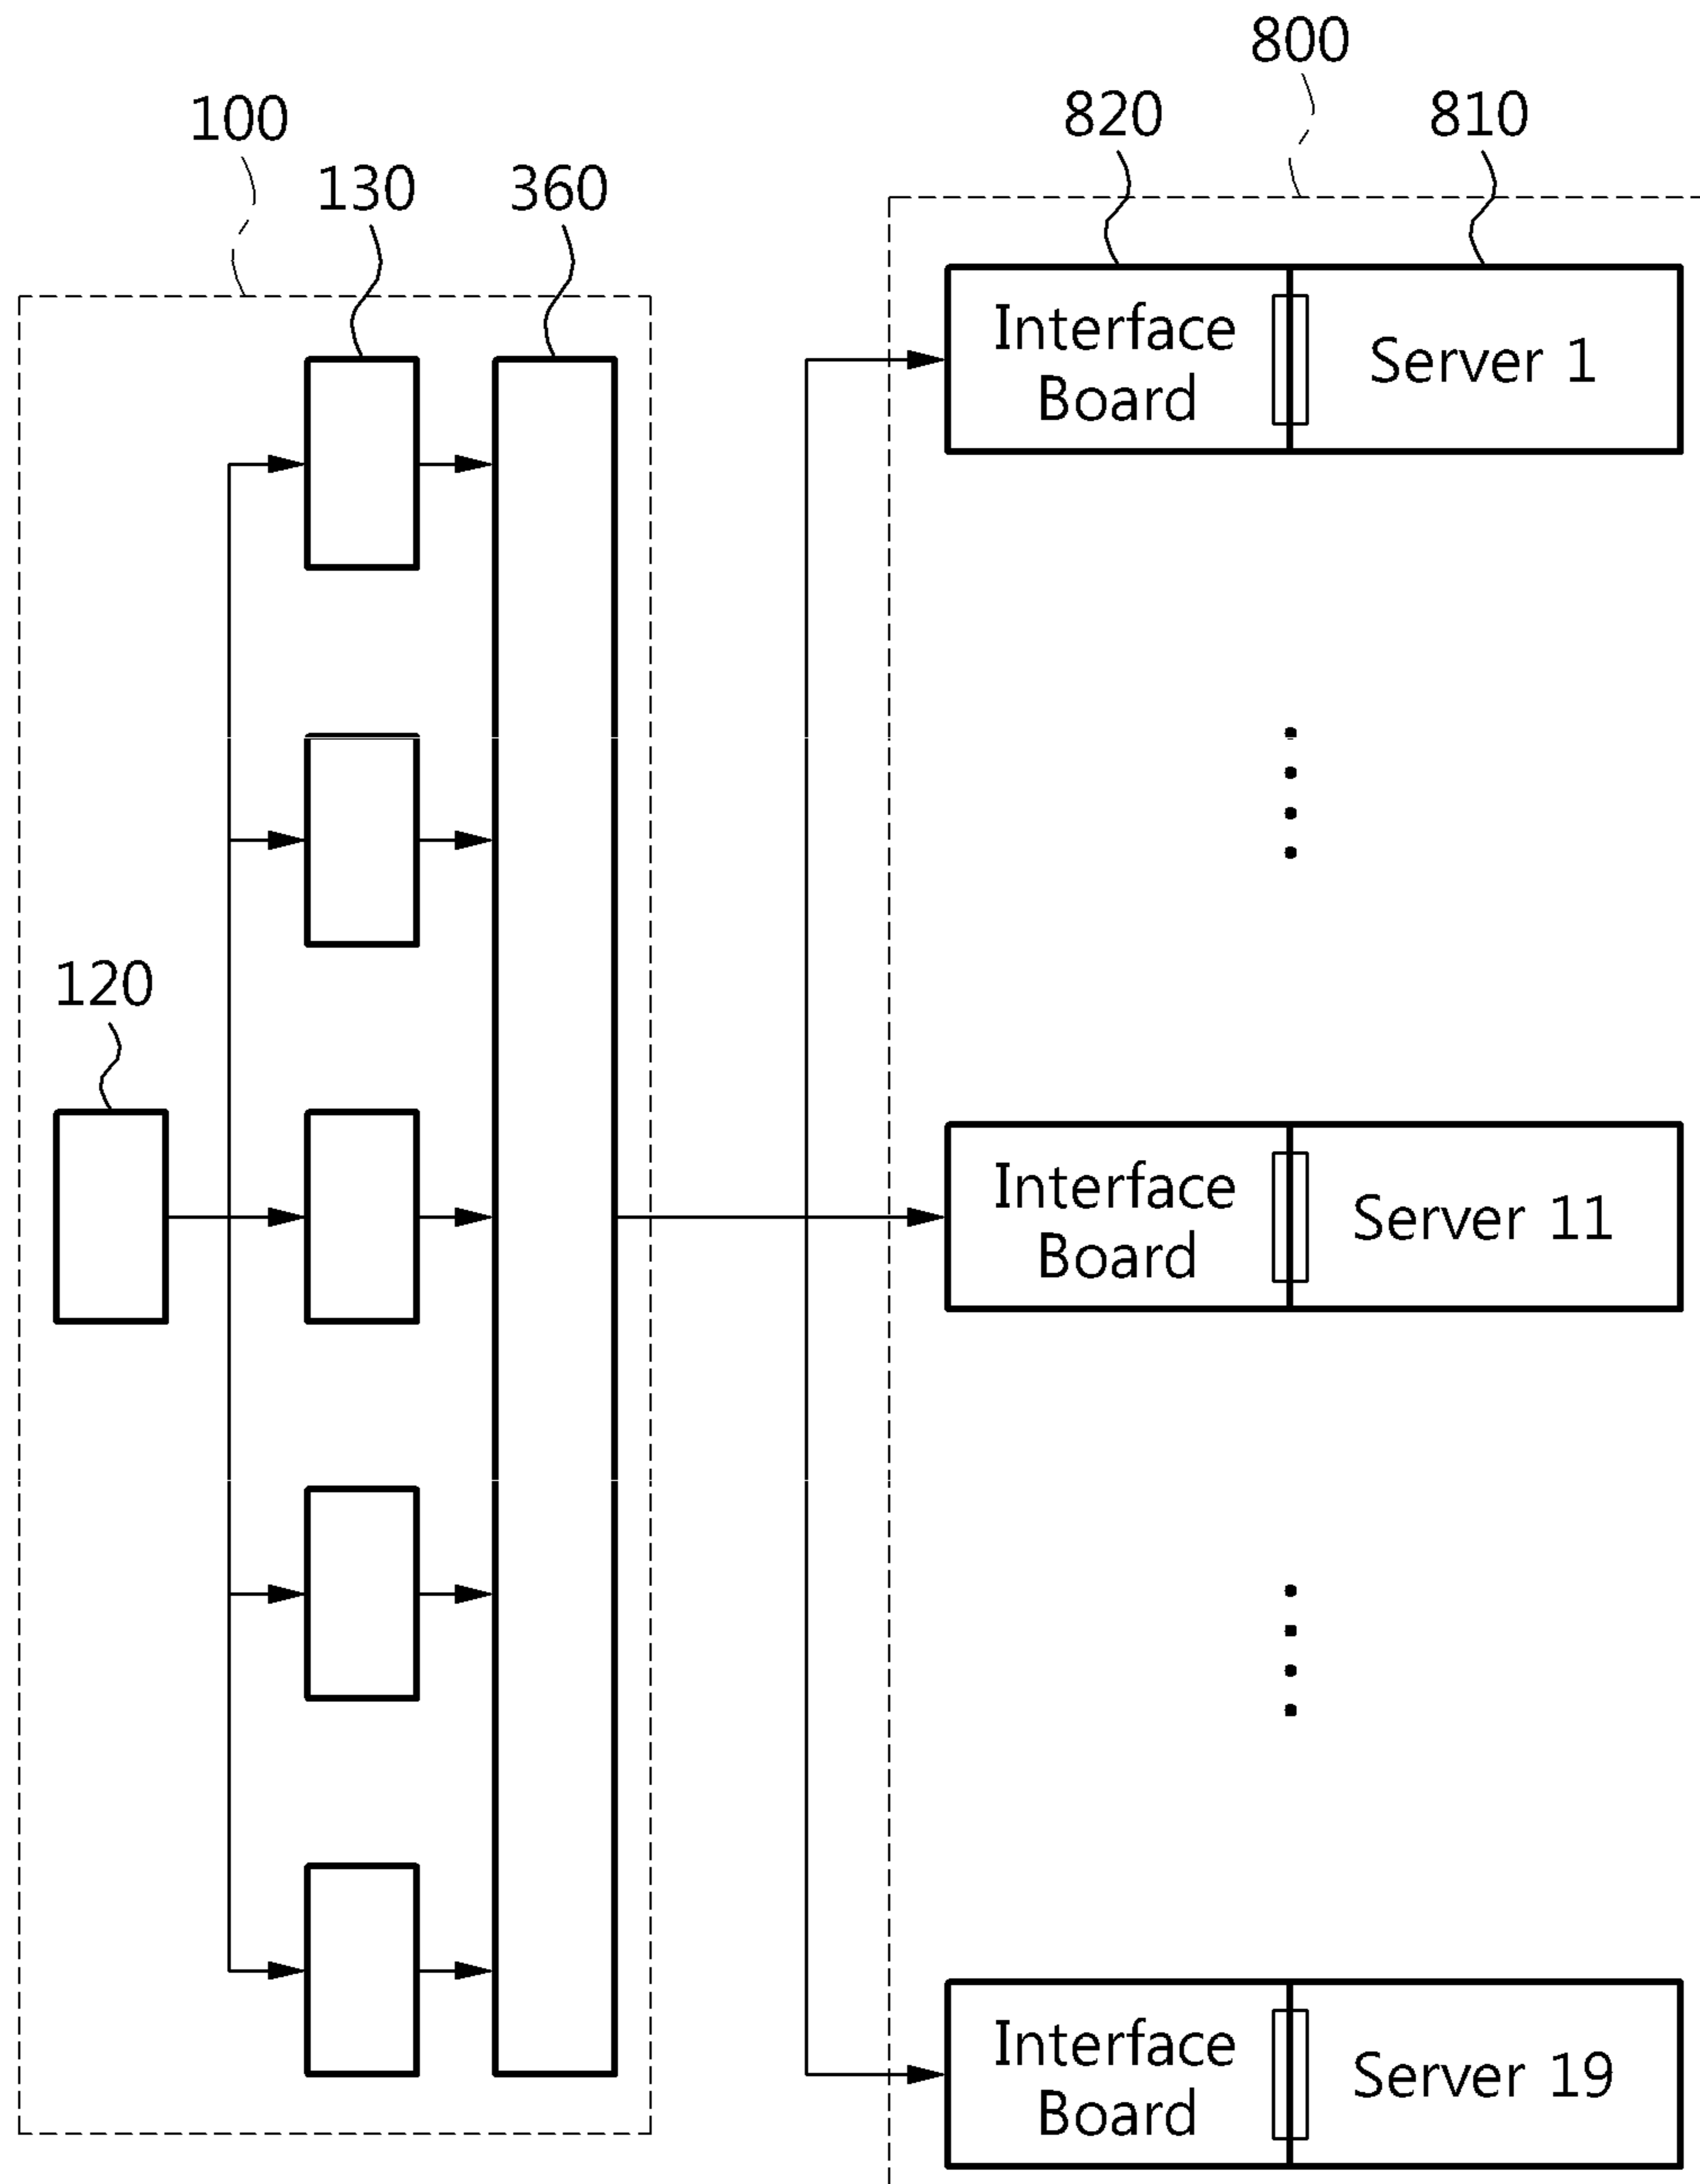 800
100
820
810
130
360
Interface
Board
Server 1
120
Interface
Board
Server 11
Interface
Board
Server 19